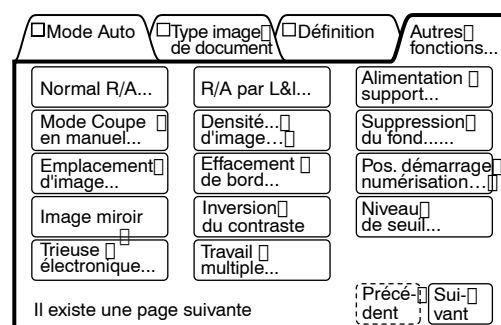 Mode Auto
Type image
de document
Définition
Autres
fonctions...
Normal R/A...
R/A par L&I...
Alimentation
support...
Mode Coupe
en manuel...
Densité...
d'image...
Suppression
du fond......
Emplacement
d'image...
Effacement
de bord...
Pos. démarrage
numérisation...
Image miroir
Inversion
du contraste
Niveau
de seuil...
Trieuse
électronique...
Travail
multiple...
Il existe une page suivante
Précé-
dent
Sui-
vant